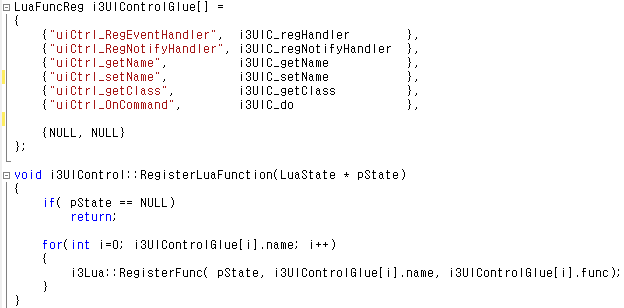 LuaFuncReg i3UIControlGlue[] =
{
{"uiCtrl_RegEventHandler", i3UIC_regHandler },
{"uiCtrl_RegNotifyHandler", i3UIC_regNotifyHandler },
{"uiCtrl_getName", i3UIC_getName },
{"uiCtrl_setName", i3UIC_setName },
{"uiCtrl_getClass", i3UIC_getClass },
{"uiCtrl_OnCommand", i3UIC_do },
{NULL, NULL}
};
void i3UIControl::RegisterLuaFunction(LuaState * pState)
{
if( pState == NULL)
return;
for(int i=0; i3UIControlGlue[i].name; i++)
{
i3Lua::RegisterFunc( pState, i3UIControlGlue[i].name, i3UIControlGlue[i].func);
}
}